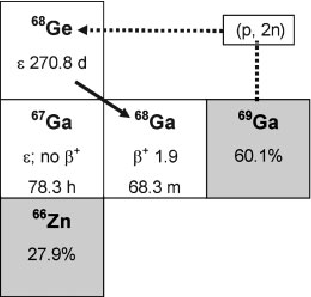 ⁶⁸Ge
(p, 2n)
ε 270.8 d
⁶⁷Ga
⁶⁸Ga
⁶⁹Ga
ε; no β⁺
β⁺ 1.9
60.1%
78.3 h
68.3 m
⁶⁶Zn
27.9%